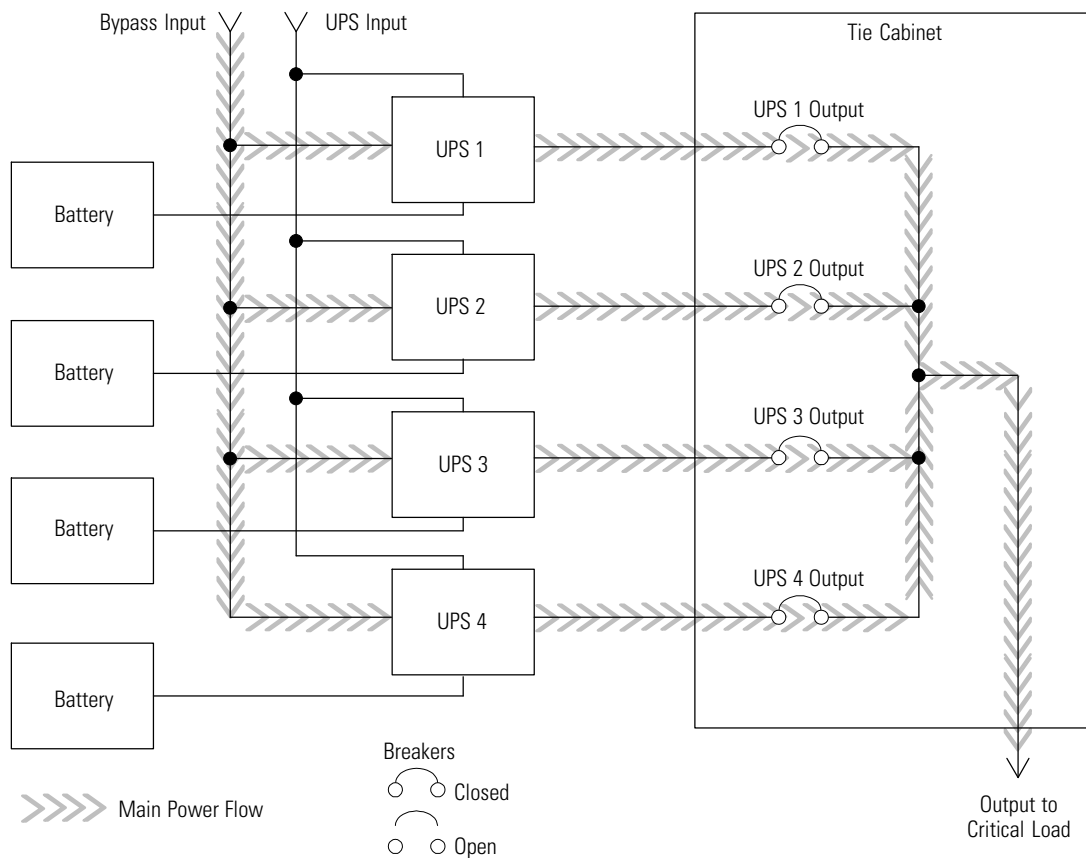 Bypass Input
UPS Input
Tie Cabinet
UPS 1 Output
UPS 1
Battery
UPS 2 Output
UPS 2
Battery
UPS 3 Output
UPS 3
Battery
UPS 4 Output
UPS 4
Battery
Breakers
Closed
Main Power Flow
Open
Output to
Critical Load